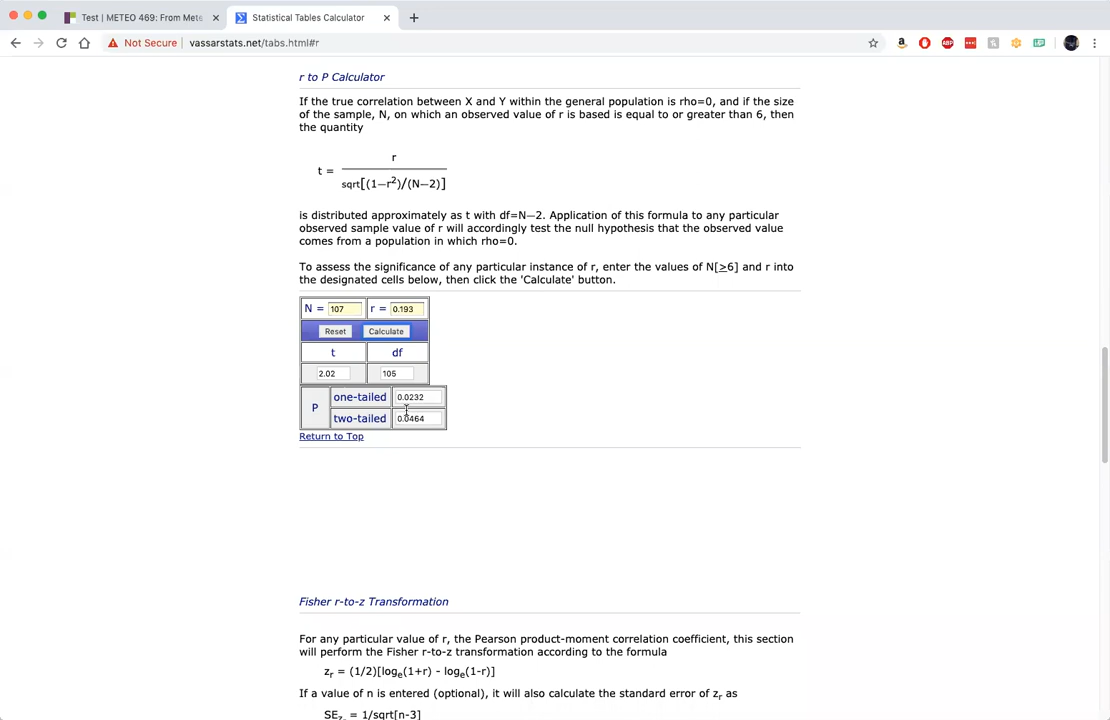 Test | METEO 469: From Mete
Statistical Tables Calculator
Not Secure | vassarstats.net/tabs.html#r
r to P Calculator
If the true correlation between X and Y within the general population is rho=0, and if the size
of the sample, N, on which an observed value of r is based is equal to or greater than 6, then
the quantity
r
t =
sqrt[(1—r2)/(N—2)]
is distributed approximately as t with df=N—2. Application of this formula to any particular
observed sample value of r will accordingly test the null hypothesis that the observed value
comes from a population in which rho=0.
To assess the significance of any particular instance of r, enter the values of N[≥6] and r into
the designated cells below, then click the 'Calculate' button.
N = 107 r = 0.193
Reset Calculate
t df
2.02 105
P
one-tailed 0.0232
two-tailed 0.0464
Return to Top
Fisher r-to-z Transformation
For any particular value of r, the Pearson product-moment correlation coefficient, this section
will perform the Fisher r-to-z transformation according to the formula
zr = (1/2)[loge(1+r) - loge(1-r)]
If a value of n is entered (optional), it will also calculate the standard error of zr as
SEzr = 1/sqrt[n-3]